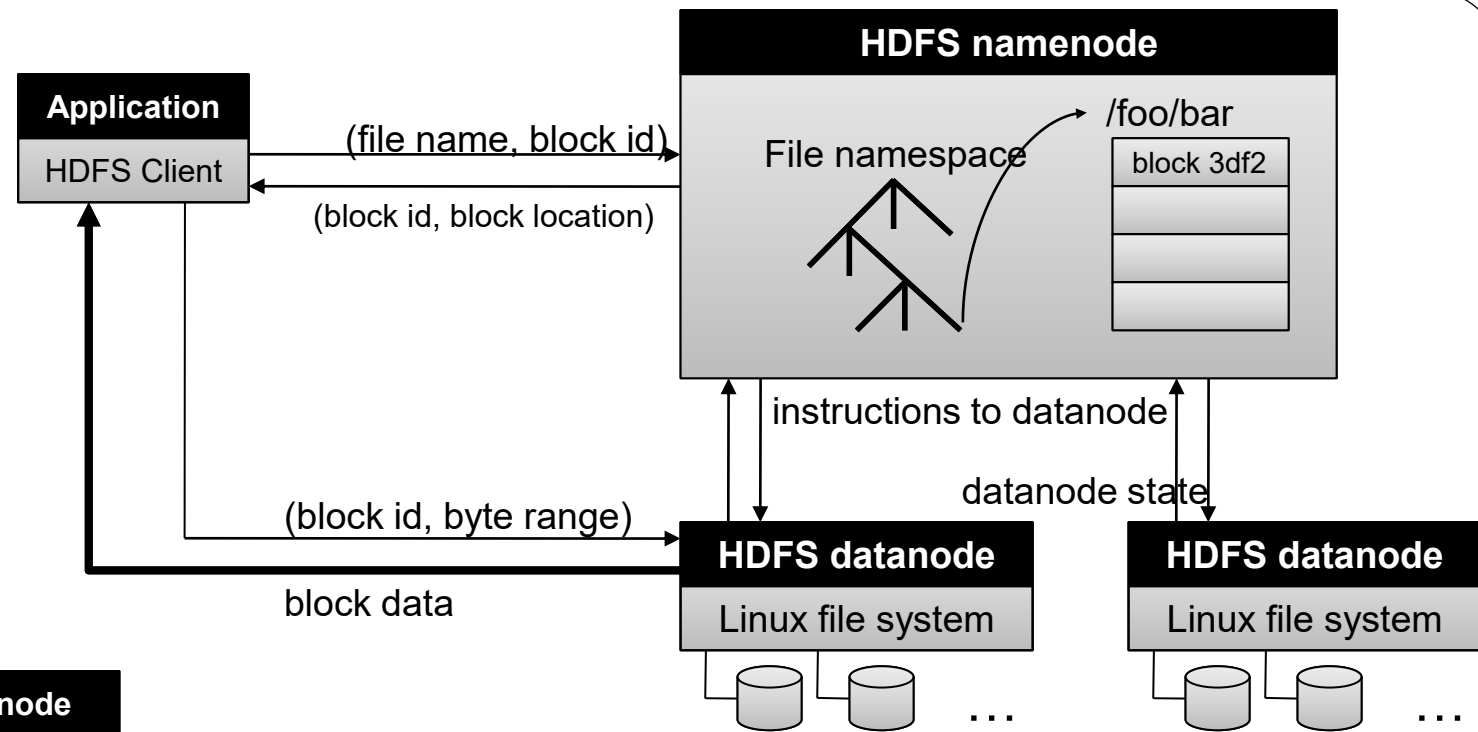 HDFS namenode
Application
HDFS Client
(file name, block id)
(block id, block location)
File namespace
/foo/bar
block 3df2
instructions to datanode
datanode state
(block id, byte range)
block data
HDFS datanode
Linux file system
...
HDFS datanode
Linux file system
...
node